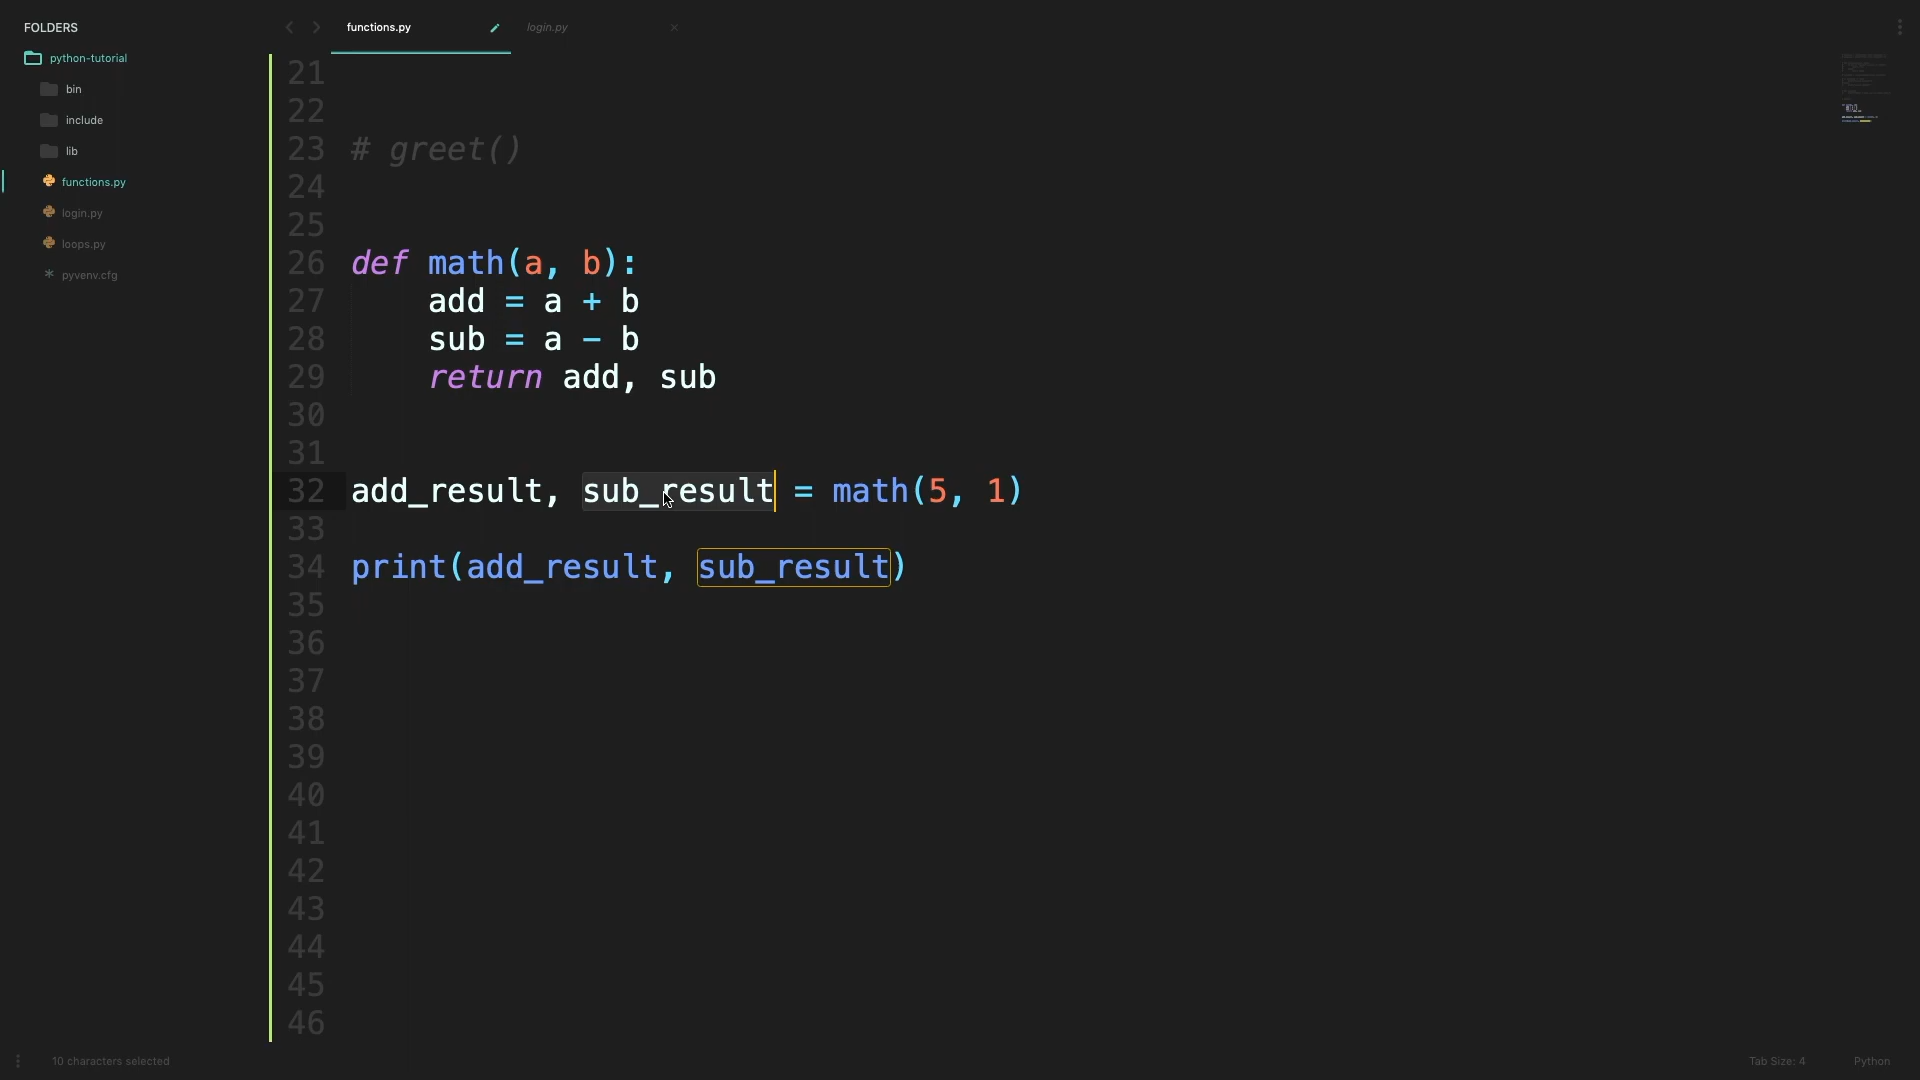 FOLDERS
python-tutorial
bin
include
lib
functions.py
login.py
loops.py
pyvenv.cfg
functions.py
login.py
21
22
23 # greet()
24
25
26 def math(a, b):
27     add = a + b
28     sub = a - b
29     return add, sub
30
31
32 add_result, sub_result = math(5, 1)
33
34 print(add_result, sub_result)
35
36
37
38
39
40
41
42
43
44
45
46
10 characters selected
Tab Size: 4
Python